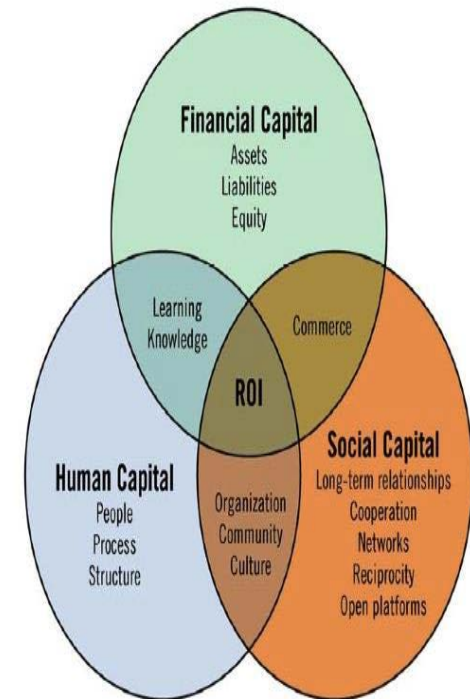 Financial Capital
Assets
Liabilities
Equity
Learning
Knowledge
Commerce
ROI
Human Capital
People
Process
Structure
Organization
Community
Culture
Social Capital
Long-term relationships
Cooperation
Networks
Reciprocity
Open platforms